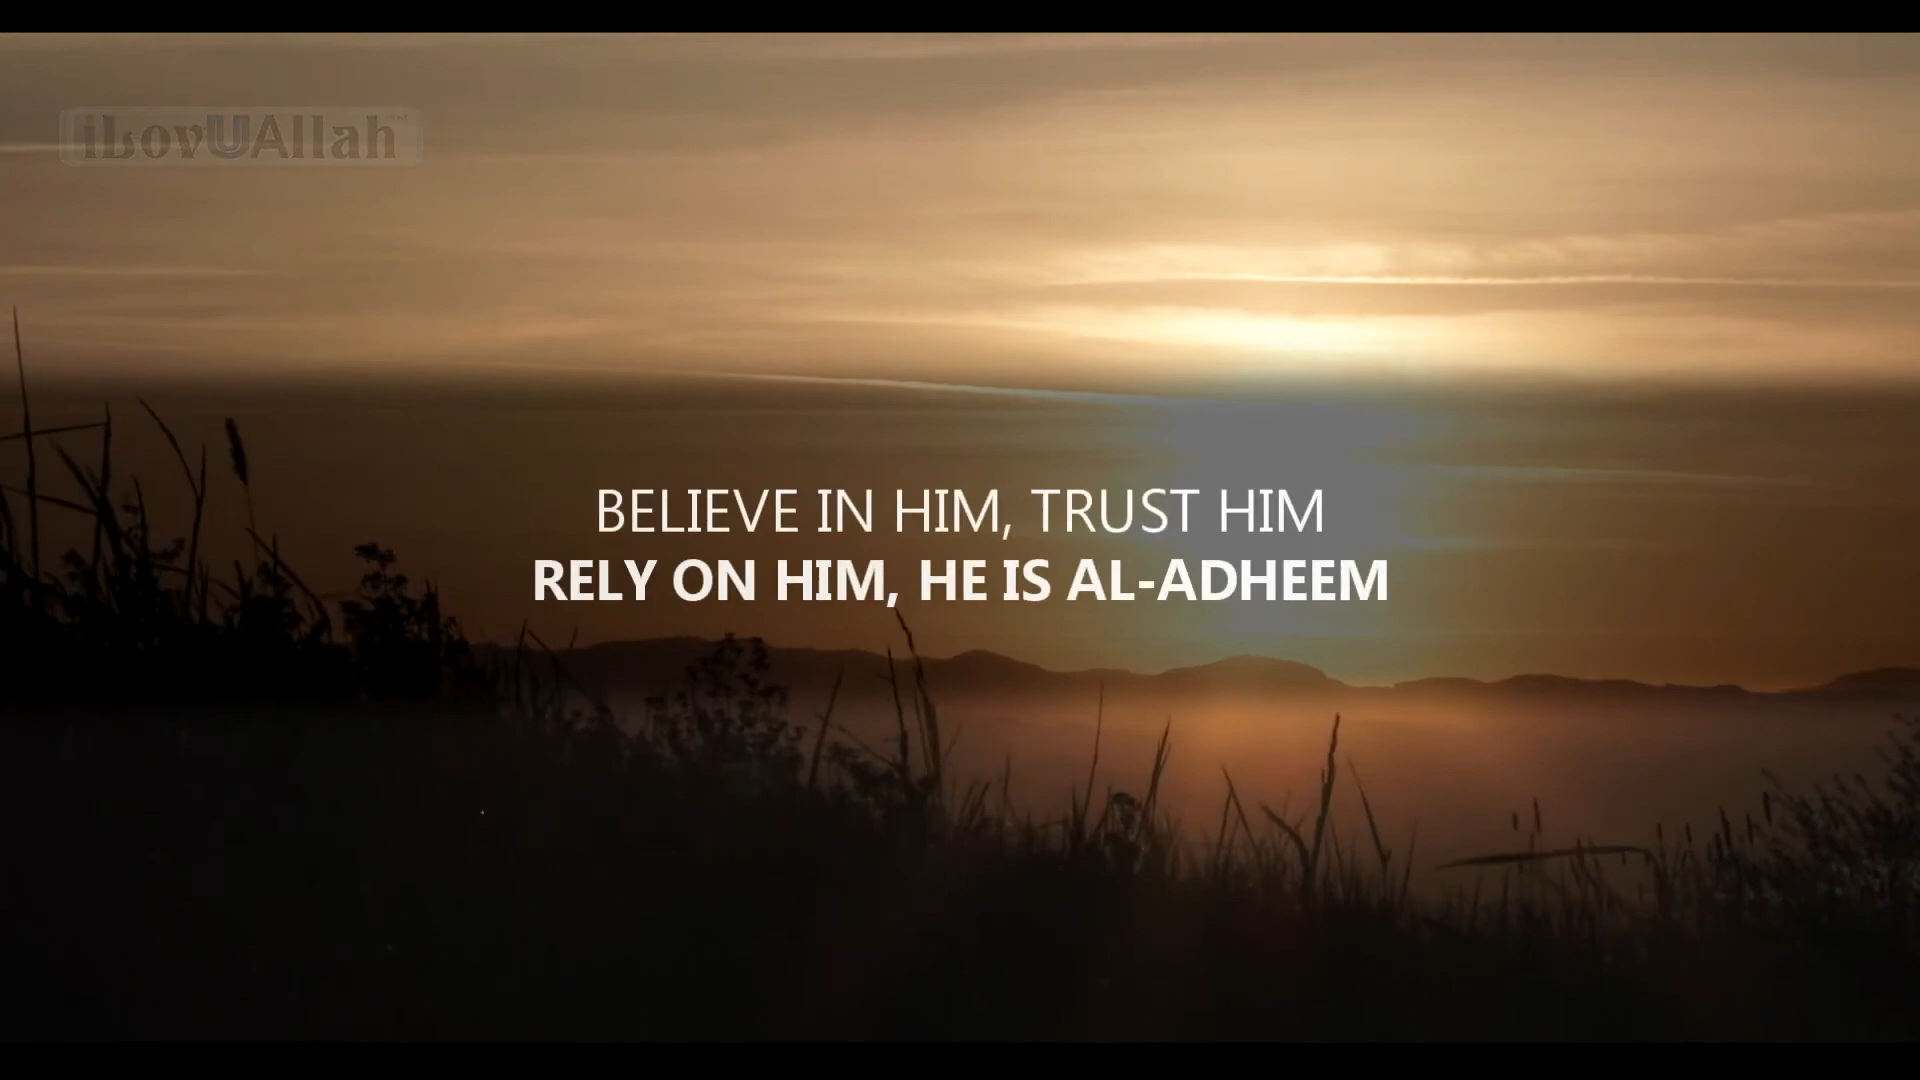 iLovUAllah
BELIEVE IN HIM, TRUST HIM
RELY ON HIM, HE IS AL-ADHEEM